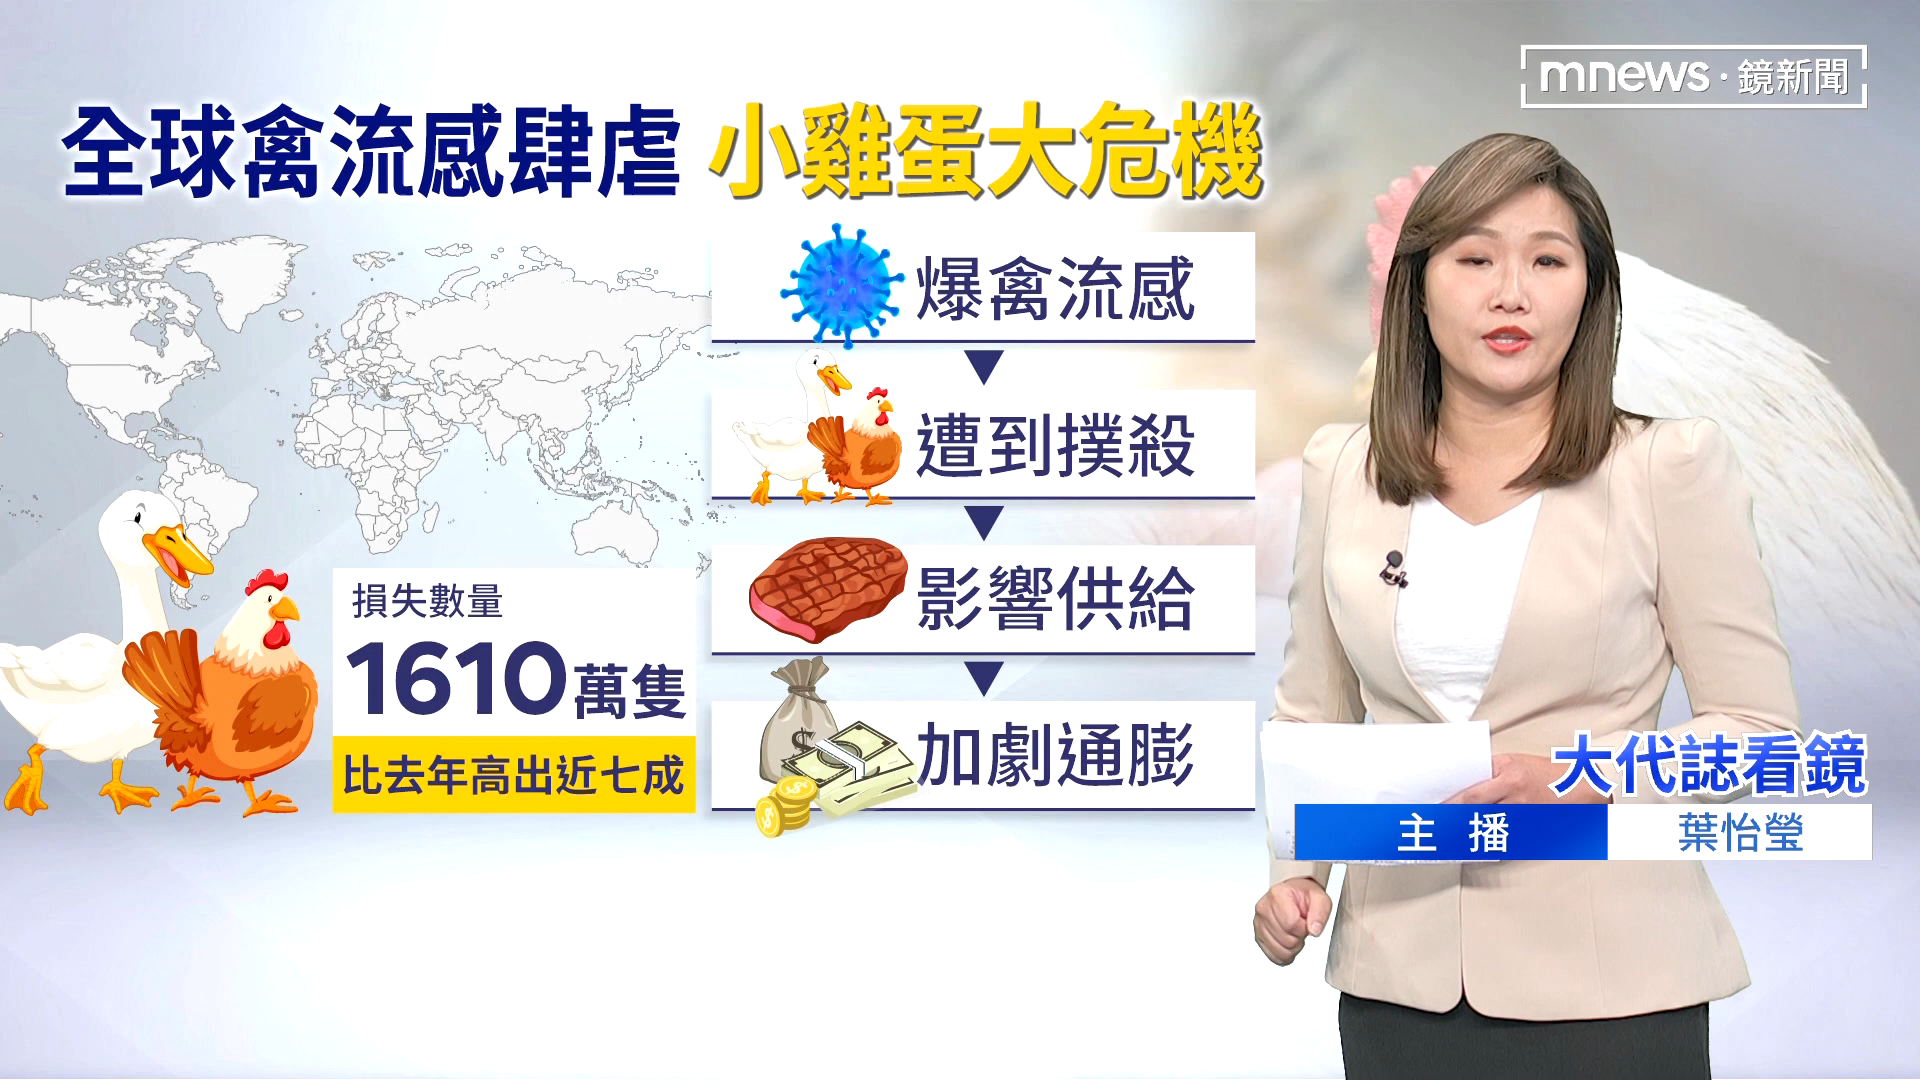 mnews·鏡新聞
全球禽流感肆虐 小雞蛋大危機
爆禽流感
遭到撲殺
影響供給
加劇通膨
損失數量
1610萬隻
比去年高出近七成
大代誌看鏡
主播 葉怡瑩